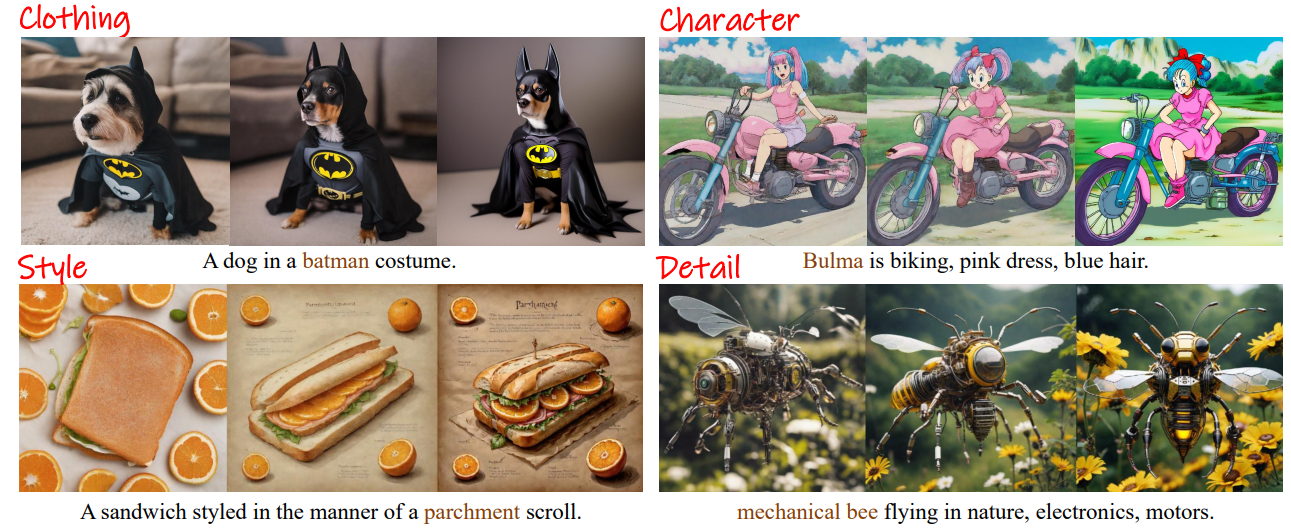 Clothing
Character
A dog in a batman costume.
Bulma is biking, pink dress, blue hair.
Style
Detail
A sandwich styled in the manner of a parchment scroll.
mechanical bee flying in nature, electronics, motors.